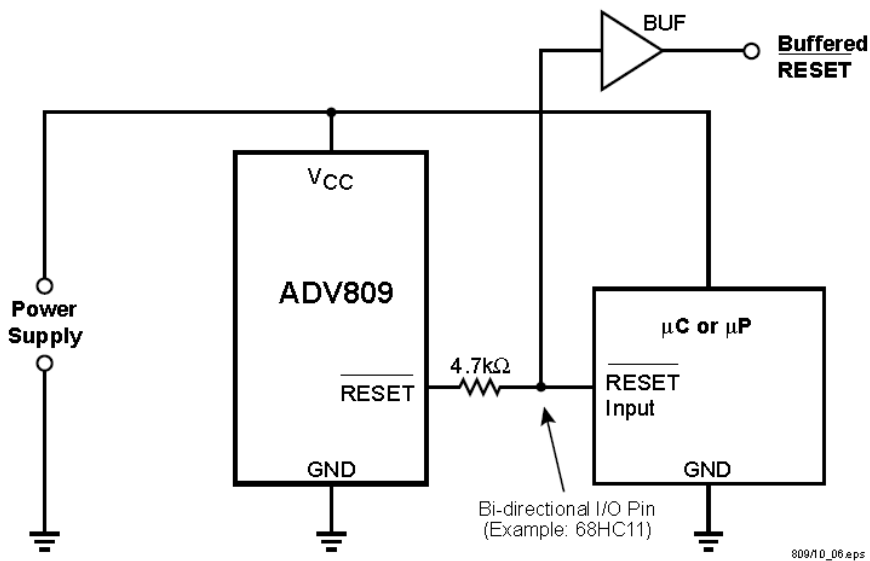 BUF
Buffered
RESET
VCC
ADV809
Power
Supply
μC or μP
4.7kΩ
RESET
RESET
Input
GND
GND
Bi-directional I/O Pin
(Example: 68HC11)
809/10_06.eps